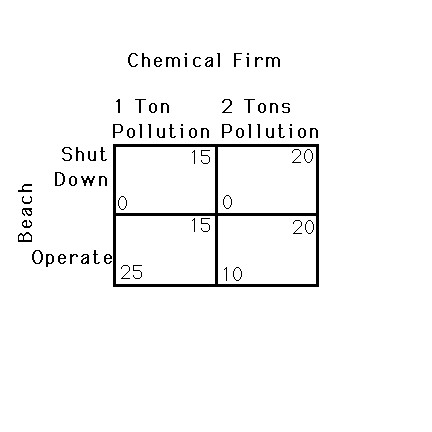 Chemical Firm
1 Ton 2 Tons
Pollution Pollution
Shut 15 20
Down
0 0
Beach
15 20
Operate
25 10